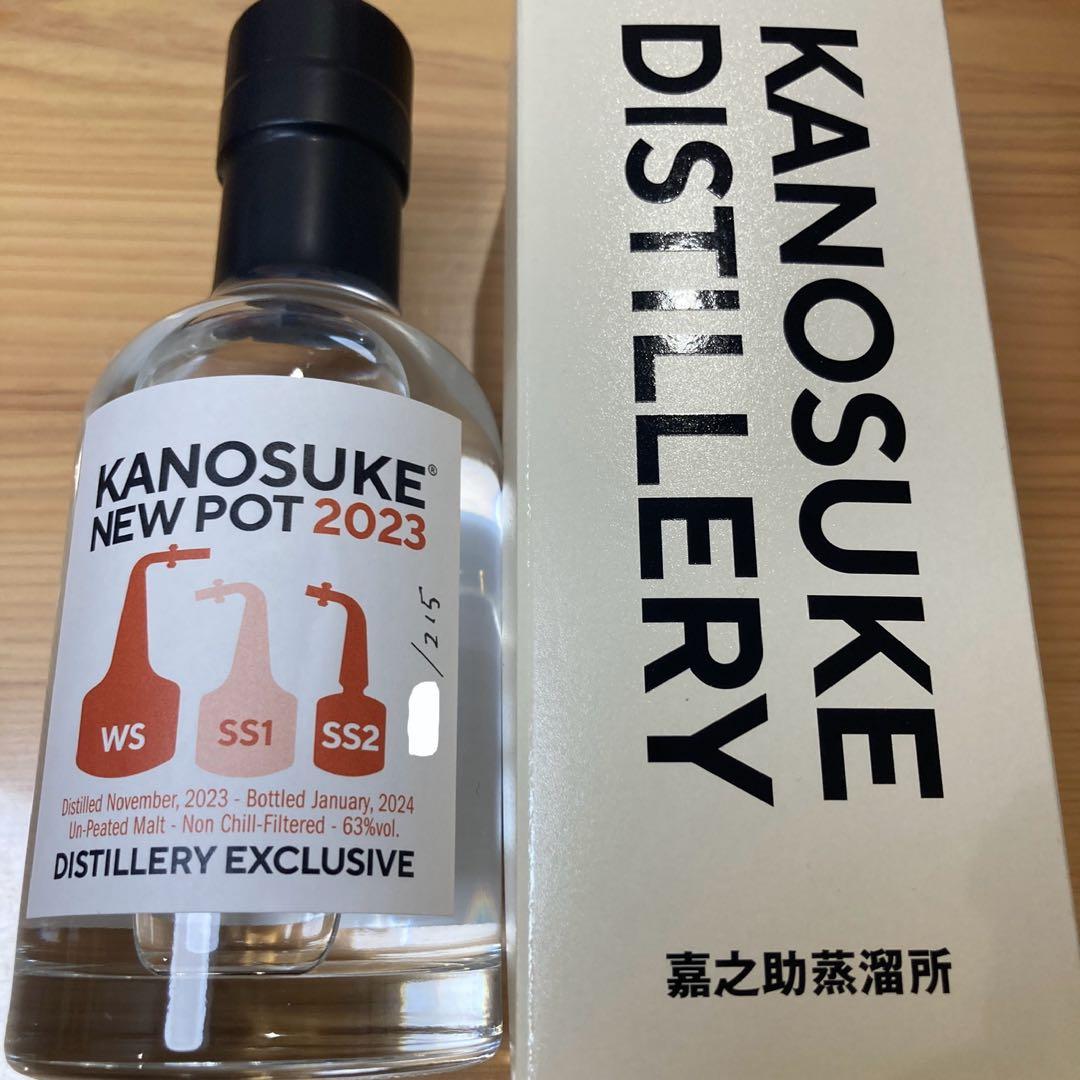 KANOSUKE®
NEW POT 2023
WS
SS1
SS2
/215
Distilled November, 2023 - Bottled January, 2024
Un-Peated Malt - Non Chill-Filtered - 63%vol.
DISTILLERY EXCLUSIVE
KANOSUKE
DISTILLERY
嘉之助蒸溜所